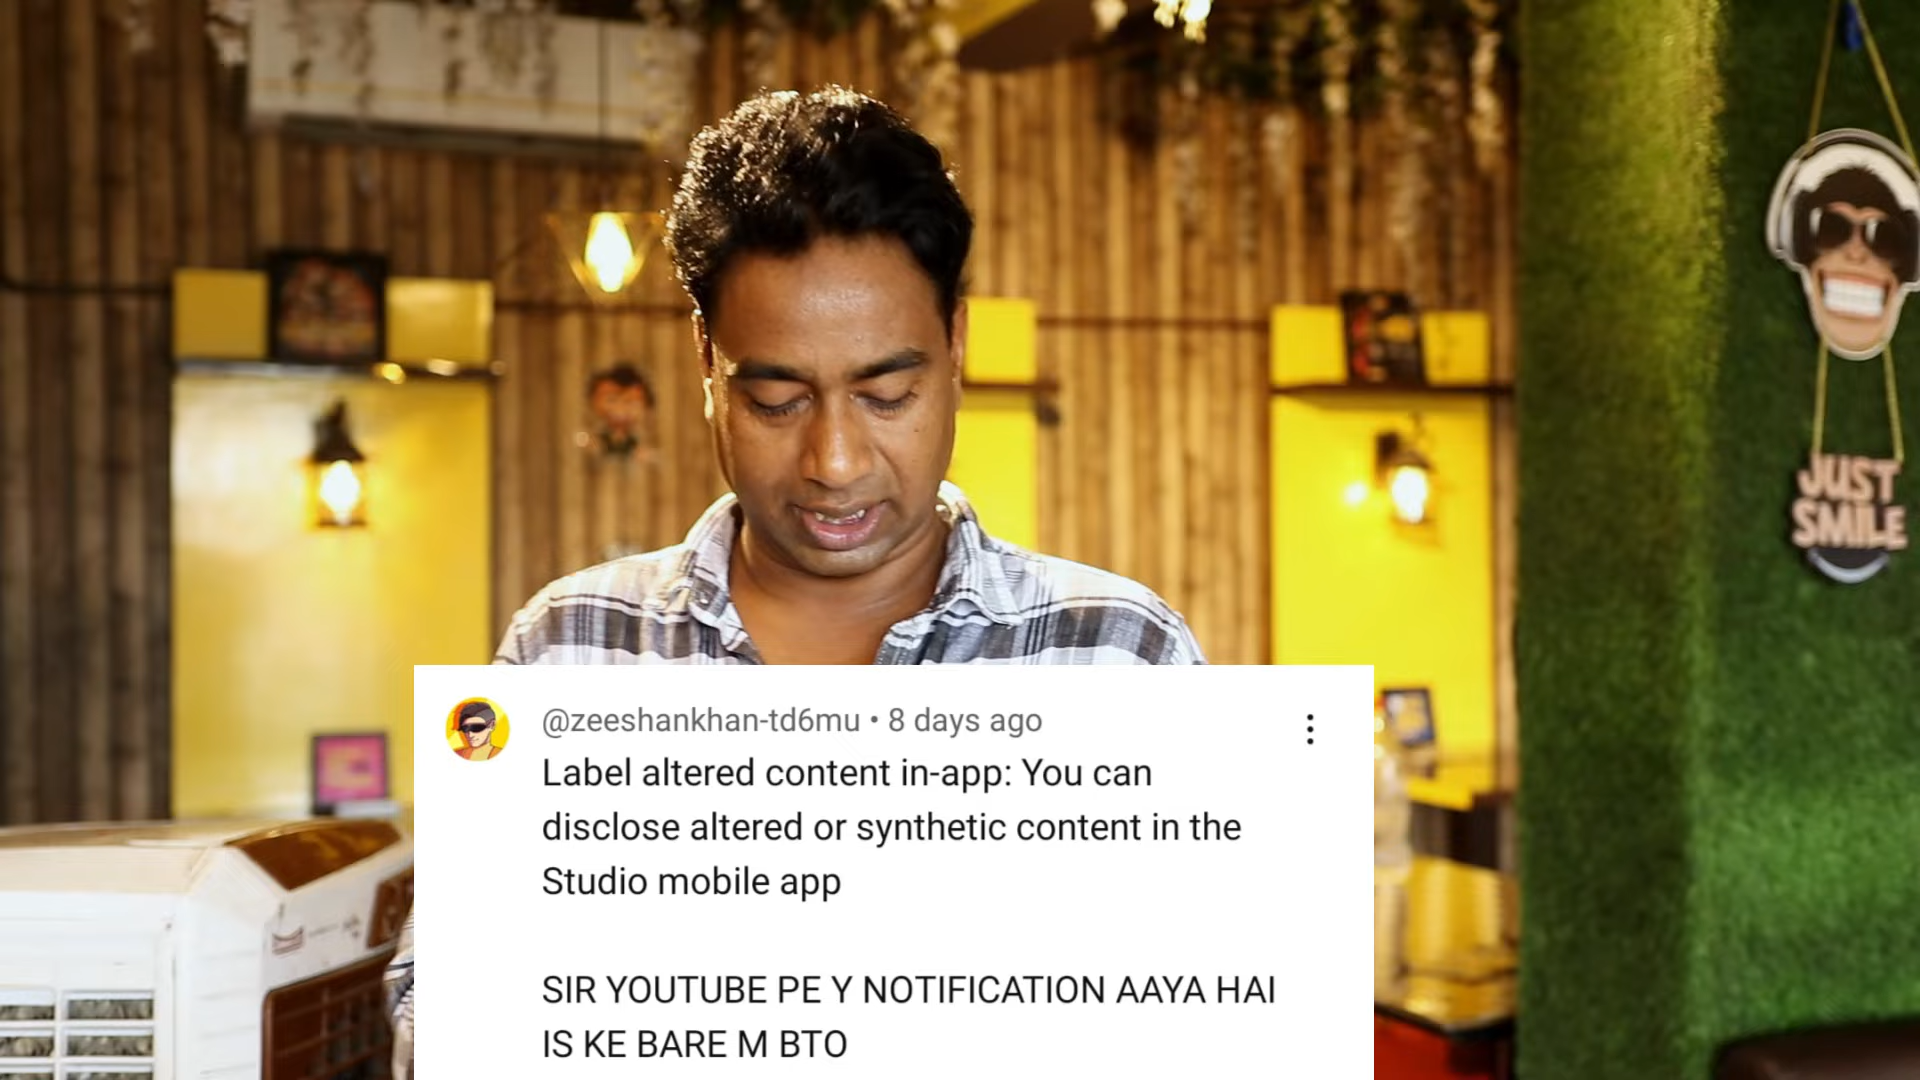 JUST
SMILE
@zeeshankhan-td6mu • 8 days ago
Label altered content in-app: You can
disclose altered or synthetic content in the
Studio mobile app
SIR YOUTUBE PE Y NOTIFICATION AAYA HAI
IS KE BARE M BTO